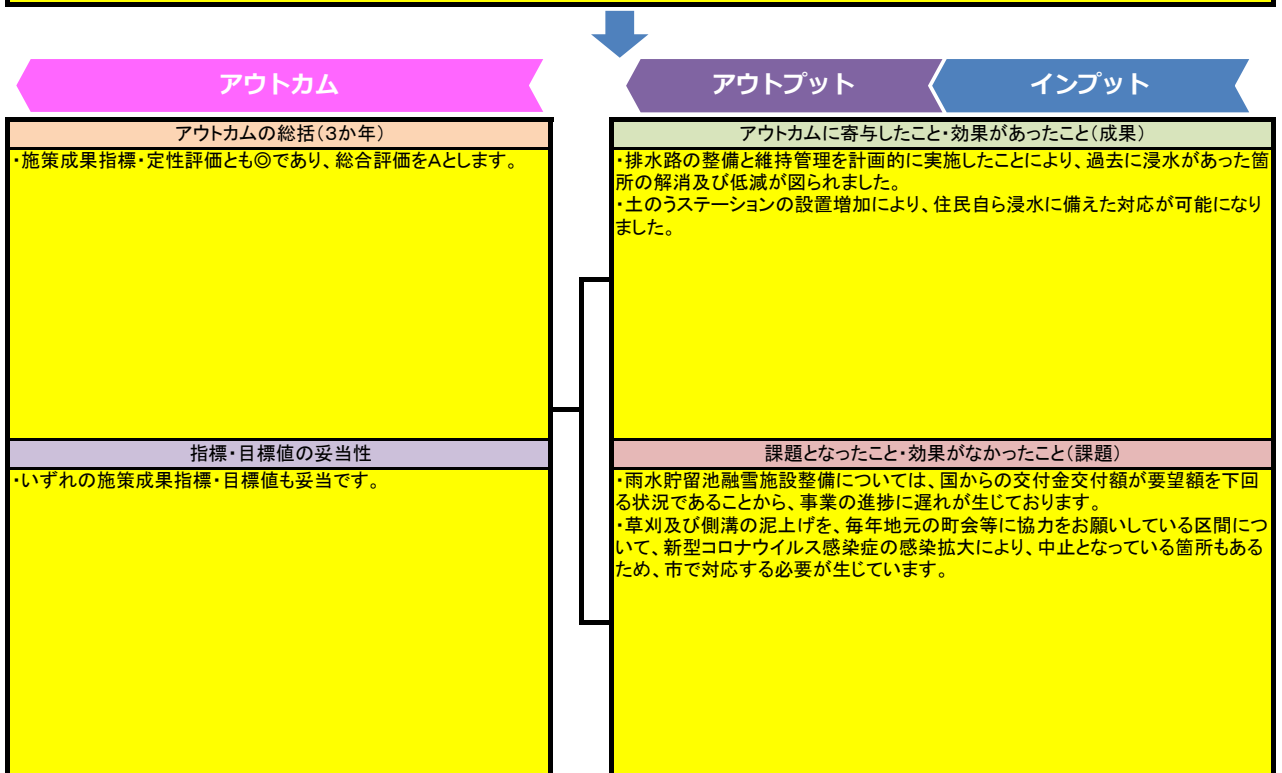 アウトカム
アウトプット
インプット
アウトカムの総括(3か年)
・施策成果指標・定性評価とも◎であり、総合評価をAとします。
指標・目標値の妥当性
・いずれの施策成果指標・目標値も妥当です。
アウトカムに寄与したこと・効果があったこと(成果)
・排水路の整備と維持管理を計画的に実施したことにより、過去に浸水があった箇
所の解消及び低減が図られました。
・土のうステーションの設置増加により、住民自ら浸水に備えた対応が可能になり
ました。
課題となったこと・効果がなかったこと(課題)
・雨水貯留池融雪施設整備については、国からの交付金交付額が要望額を下回
る状況であることから、事業の進捗に遅れが生じております。
・草刈及び側溝の泥上げを、毎年地元の町会等に協力をお願いしている区間につ
いて、新型コロナウイルス感染症の感染拡大により、中止となっている箇所もある
ため、市で対応する必要が生じています。